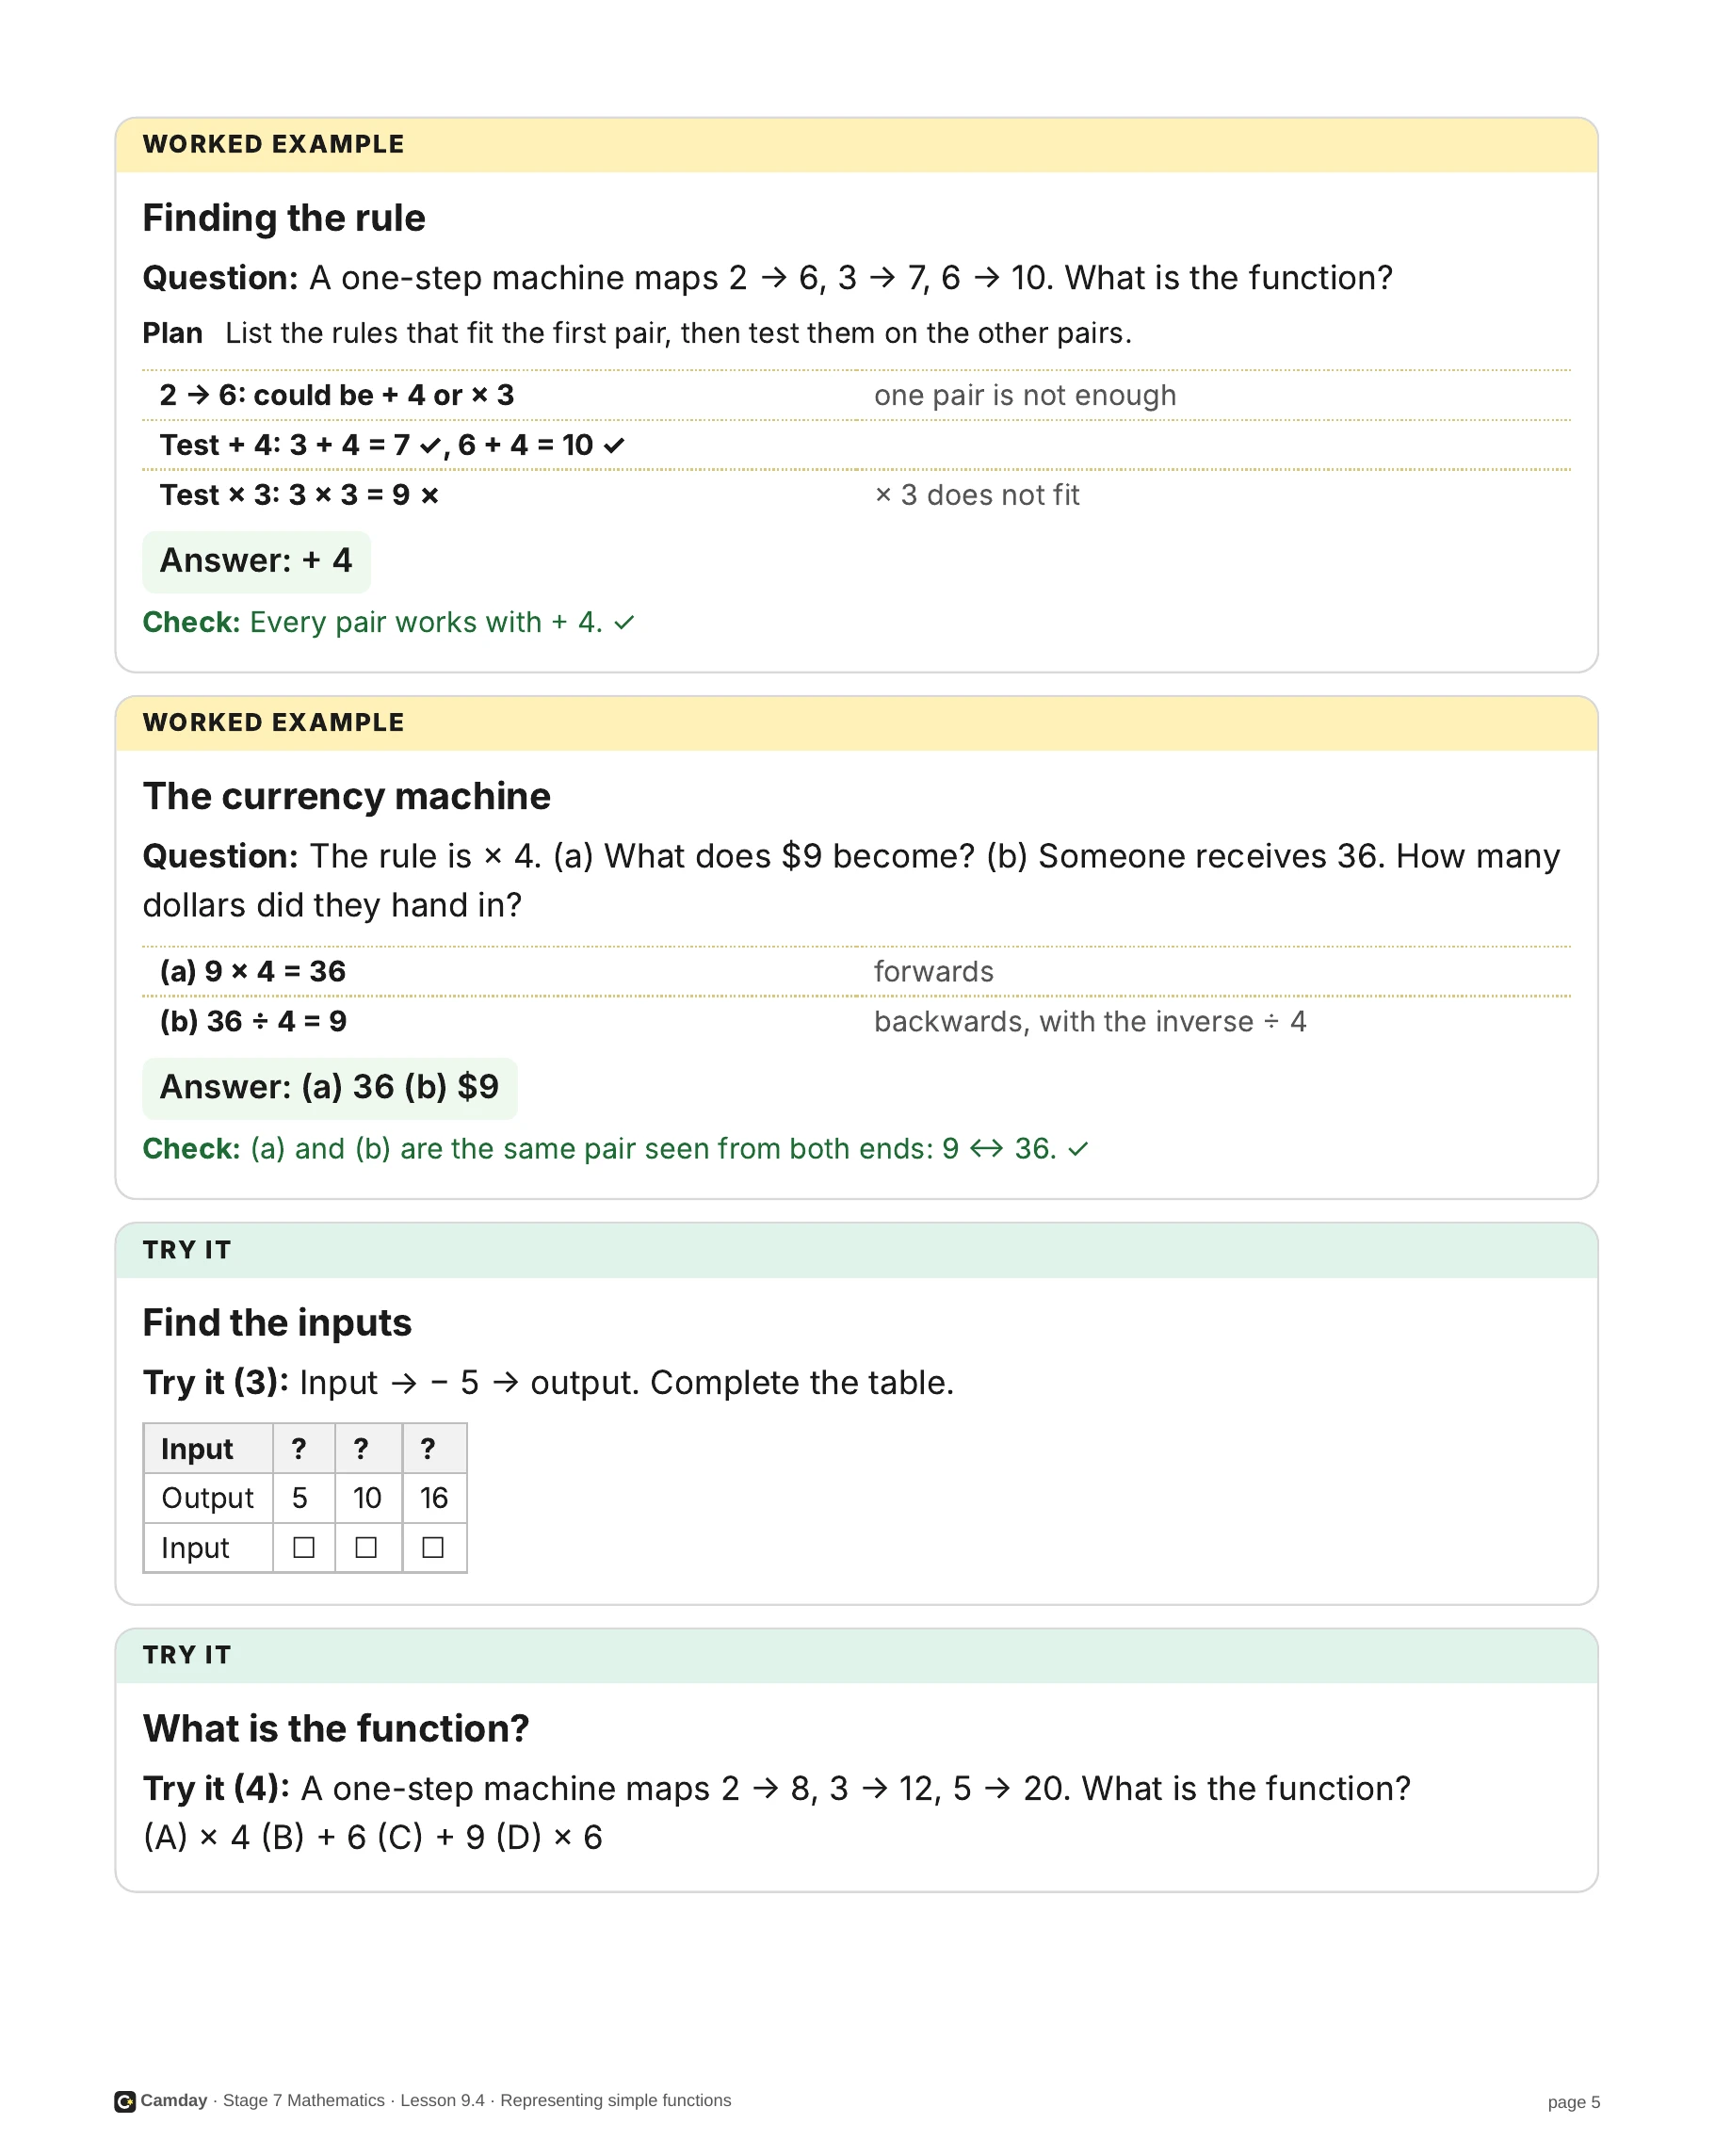 WORKED EXAMPLE
Finding the rule
Question: A one-step machine maps 2 → 6, 3 → 7, 6 → 10. What is the function?
Plan List the rules that fit the first pair, then test them on the other pairs.
2 → 6: could be + 4 or × 3 one pair is not enough
Test + 4: 3 + 4 = 7 ✓, 6 + 4 = 10 ✓
Test × 3: 3 × 3 = 9 × × 3 does not fit
Answer: + 4
Check: Every pair works with + 4. ✓
WORKED EXAMPLE
The currency machine
Question: The rule is × 4. (a) What does $9 become? (b) Someone receives 36. How many
dollars did they hand in?
(a) 9 × 4 = 36 forwards
(b) 36 ÷ 4 = 9 backwards, with the inverse ÷ 4
Answer: (a) 36 (b) $9
Check: (a) and (b) are the same pair seen from both ends: 9 ↔ 36. ✓
TRY IT
Find the inputs
Try it (3): Input → − 5 → output. Complete the table.
Input ? ? ?
Output 5 10 16
Input □ □ □
TRY IT
What is the function?
Try it (4): A one-step machine maps 2 → 8, 3 → 12, 5 → 20. What is the function?
(A) × 4 (B) + 6 (C) + 9 (D) × 6
Camday · Stage 7 Mathematics · Lesson 9.4 · Representing simple functions page 5